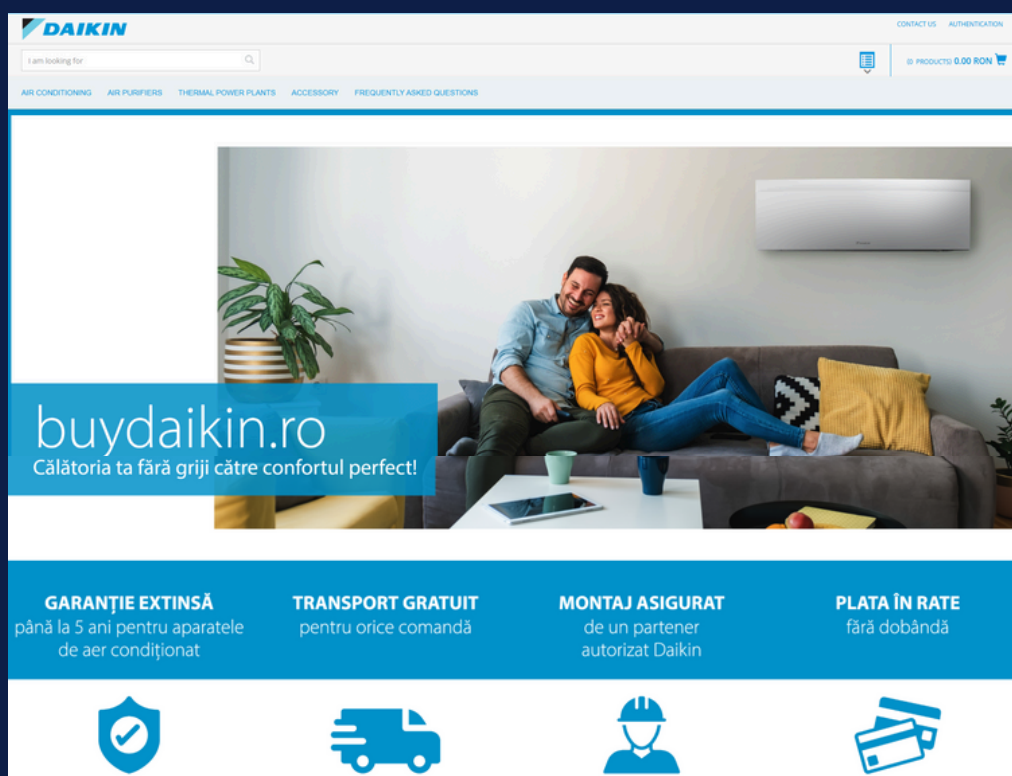 DAIKIN
CONTACT US AUTHENTICATION
I am looking for
(0 PRODUCTS) 0.00 RON
AIR CONDITIONING AIR PURIFIERS THERMAL POWER PLANTS ACCESSORY FREQUENTLY ASKED QUESTIONS
buydaikin.ro
Călătoria ta fără griji către confortul perfect!
GARANȚIE EXTINSĂ
până la 5 ani pentru aparatele
de aer condiționat
TRANSPORT GRATUIT
pentru orice comandă
MONTAJ ASIGURAT
de un partener
autorizat Daikin
PLATA ÎN RATE
fără dobândă